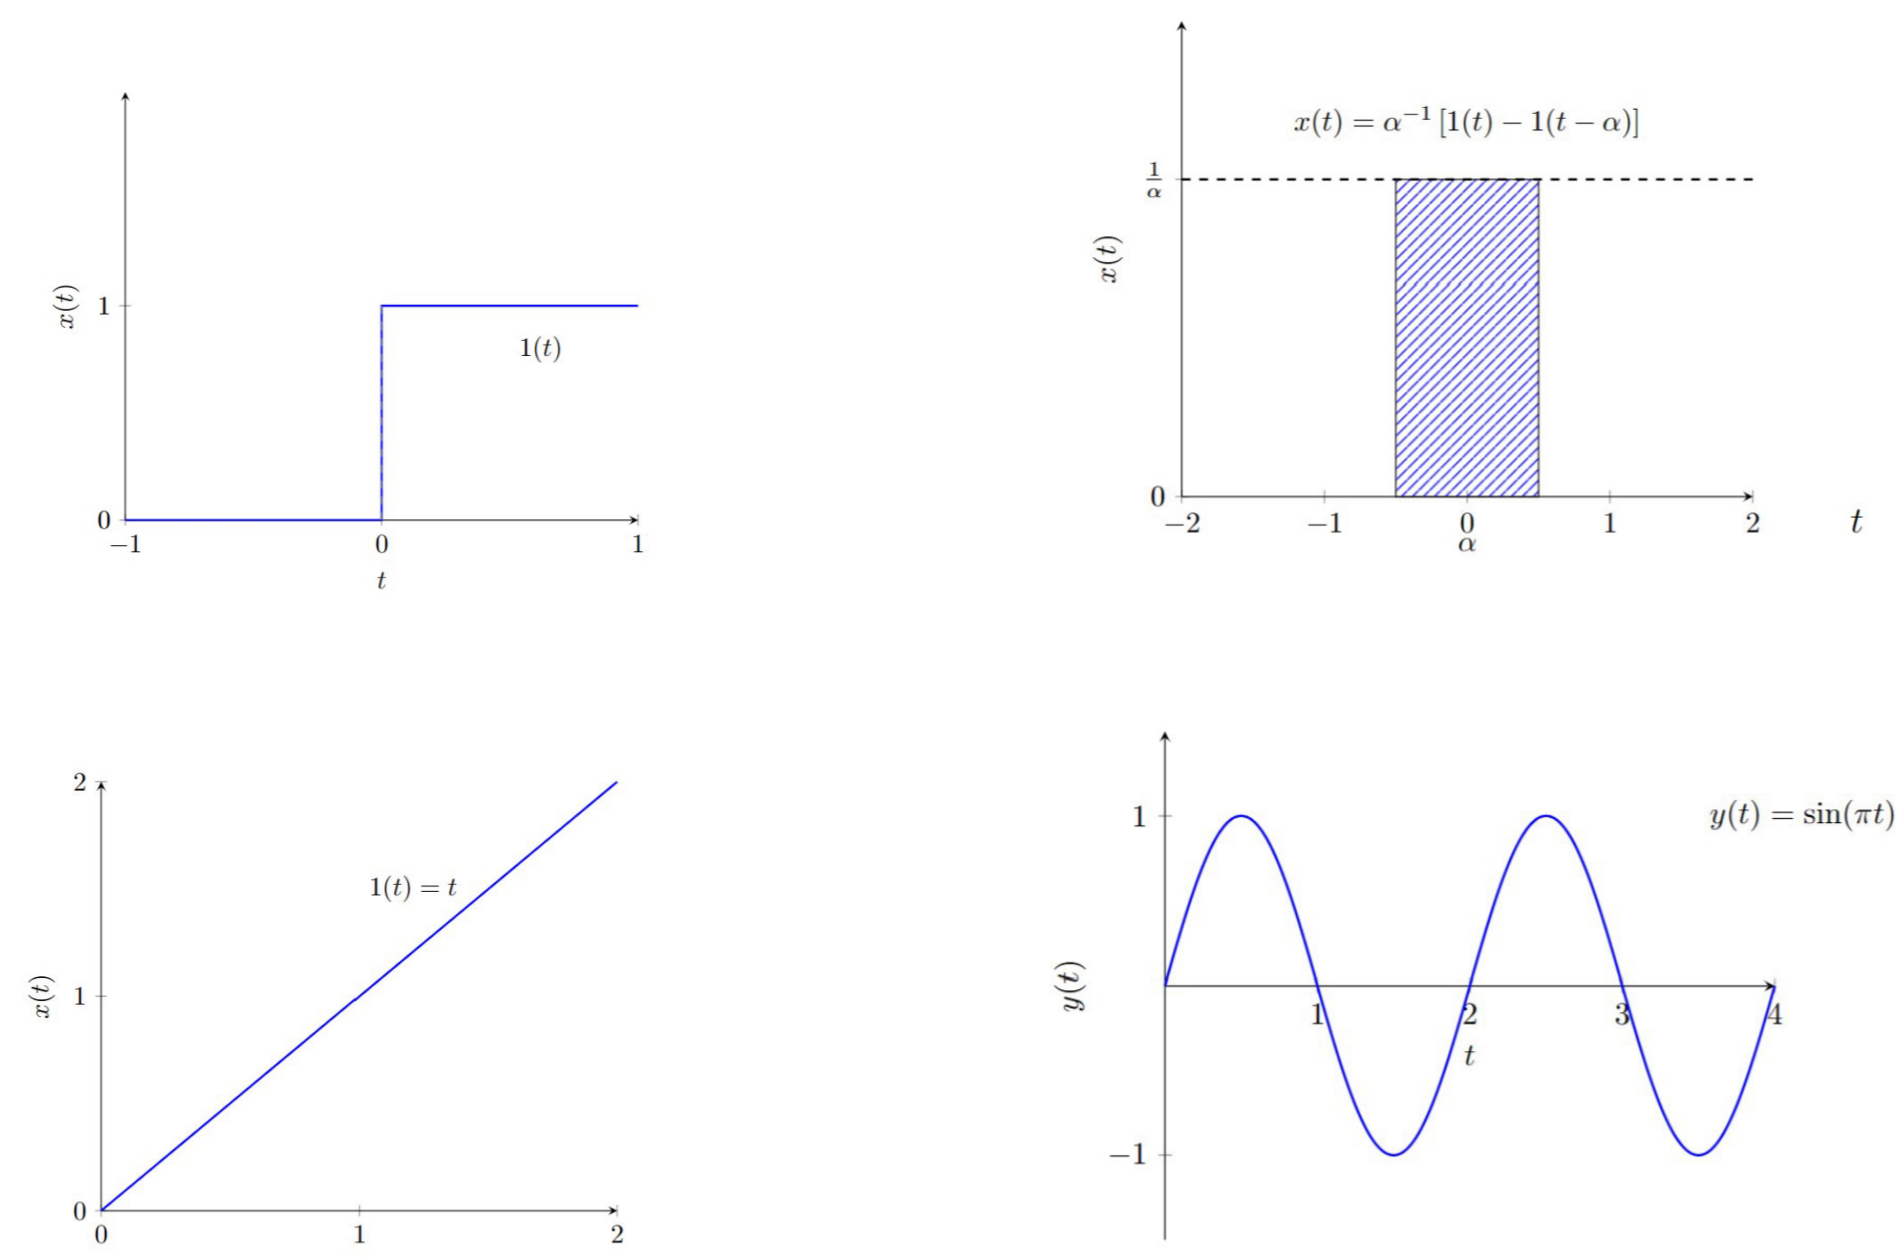 x(t)
1
0
1(t)
−1 0 1
t
x(t) = α⁻¹ [1(t) − 1(t − α)]
1/α
x(t)
0
−2 −1 0 1 2
α
t
2
1(t) = t
x(t)
1
0
0 1 2
1
y(t) = sin(πt)
y(t)
1 2 3 4
t
−1